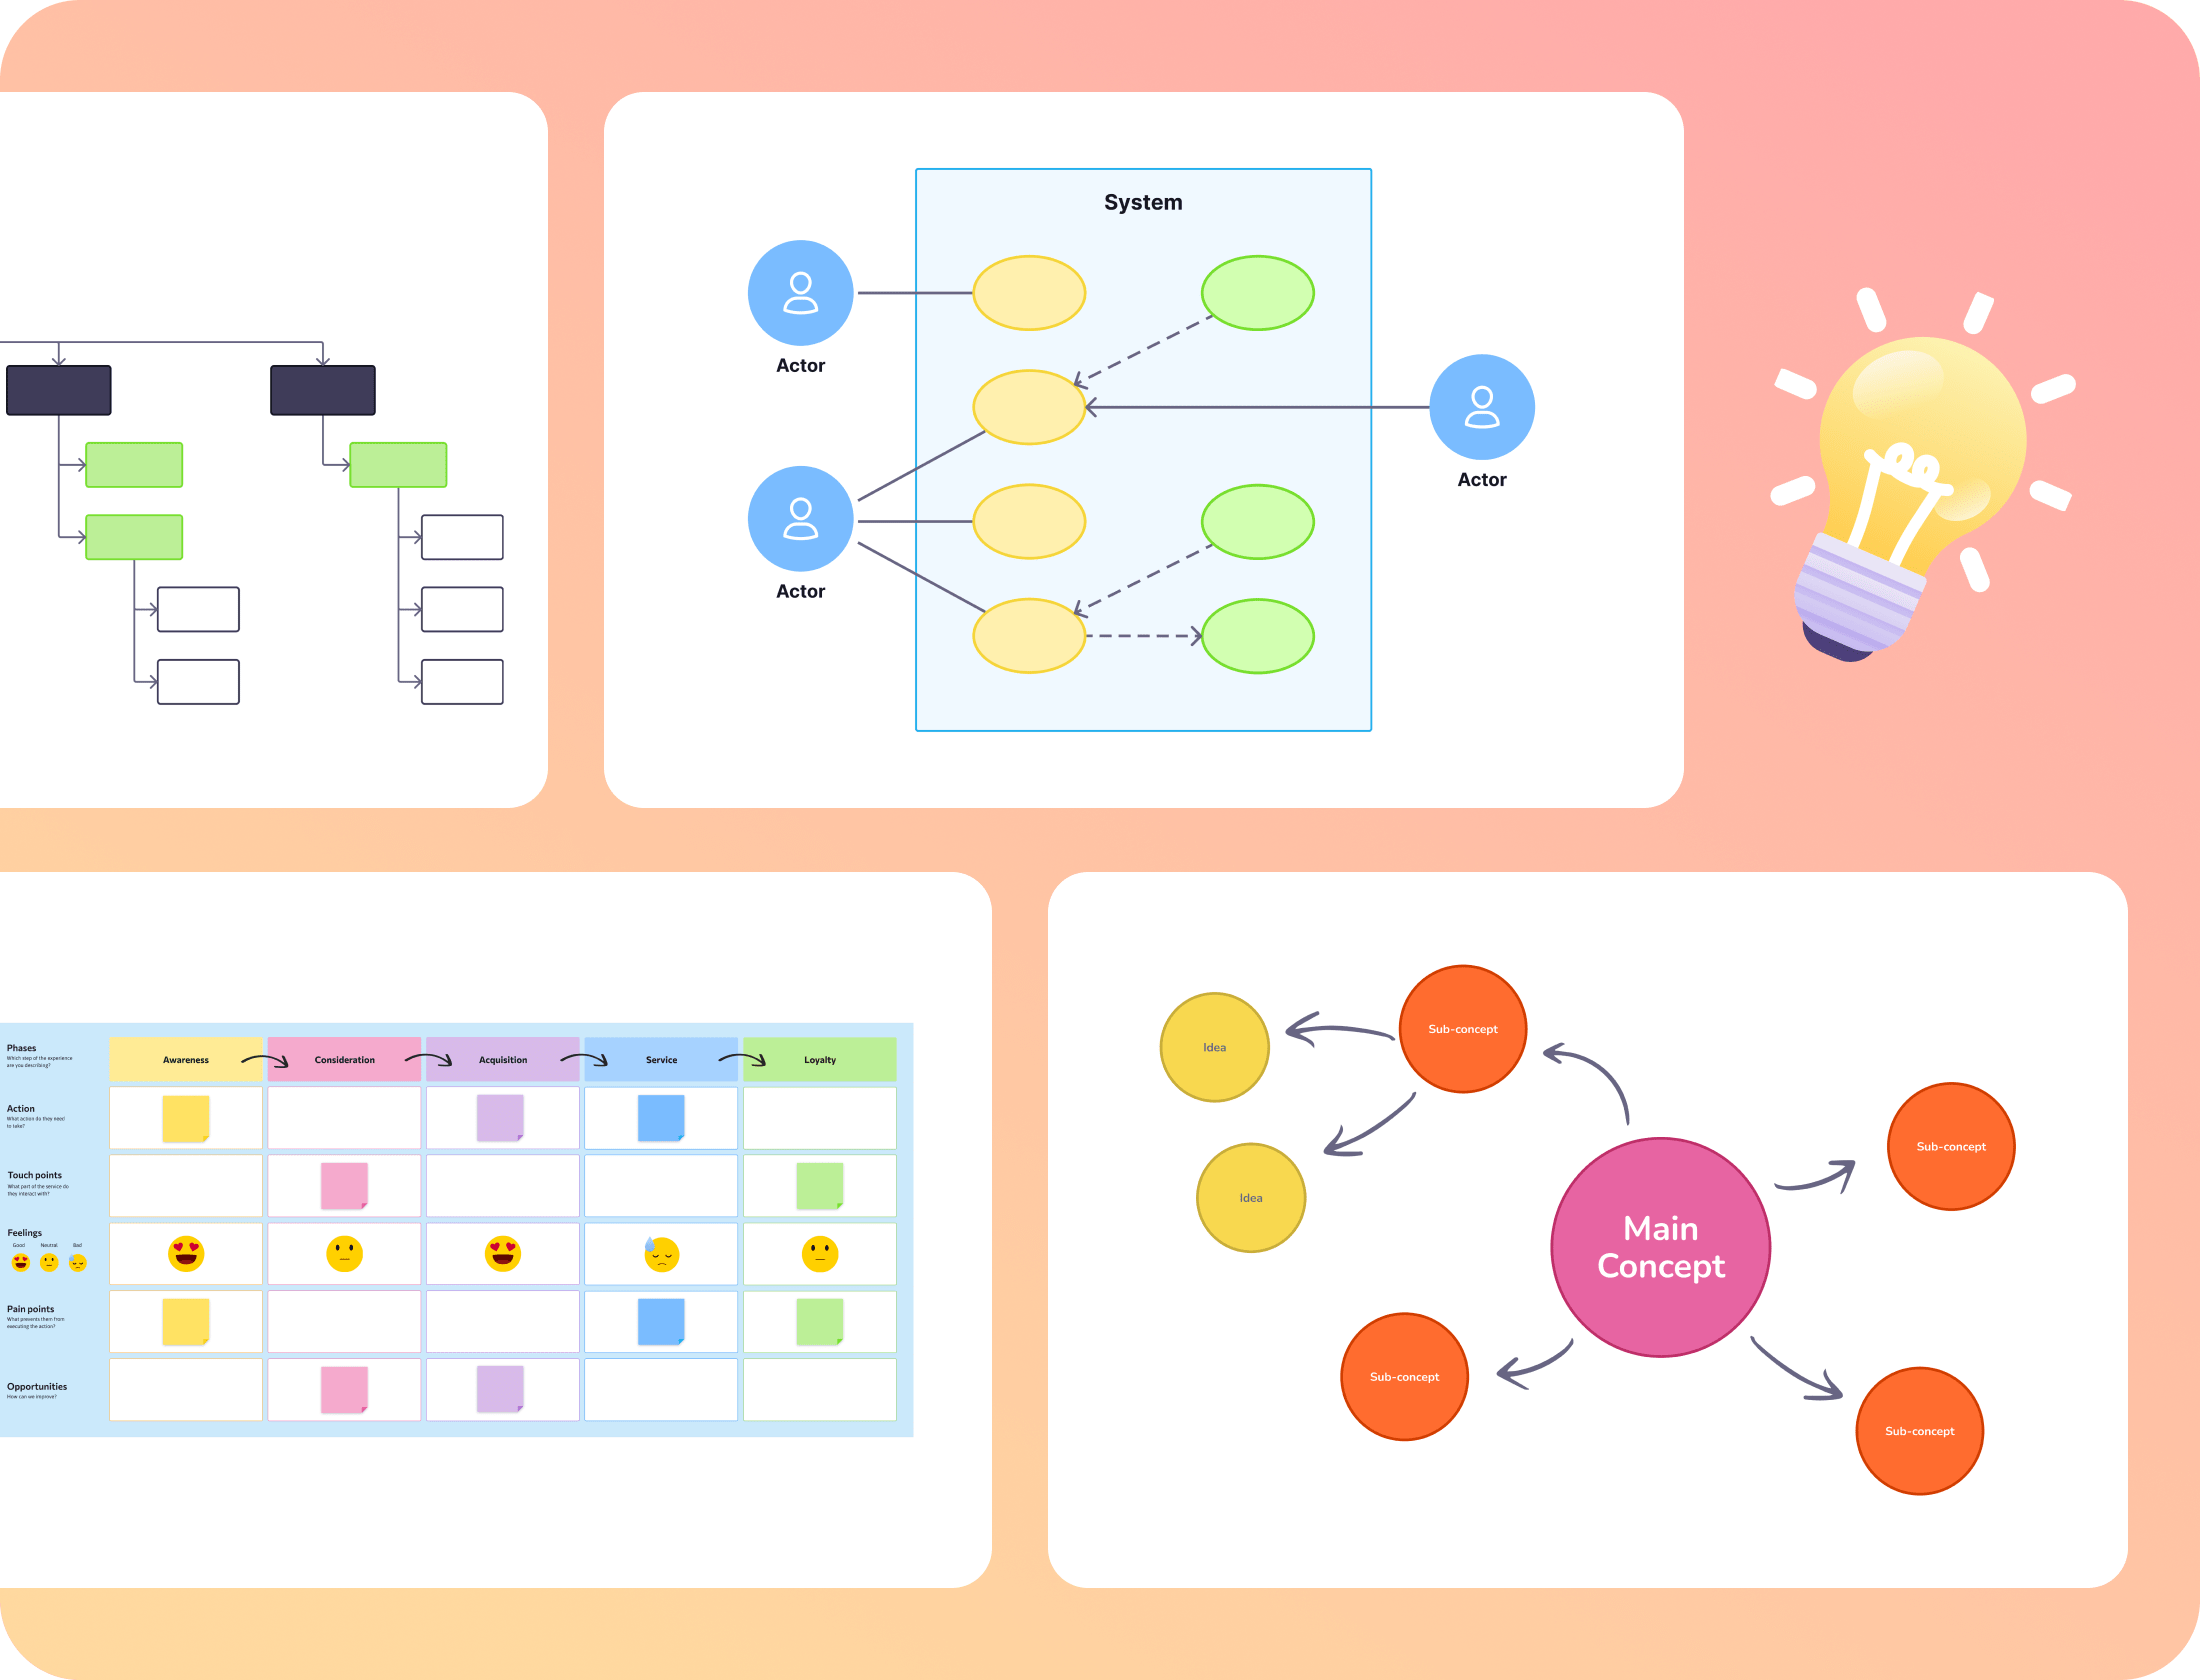 System
Actor
Actor
Actor
Phases
Which step of the experience
are you describing?
Awareness
Consideration
Acquisition
Service
Loyalty
Action
What action do they need
to take?
Touch points
What part of the service do
they interact with?
Feelings
Good
Neutral
Bad
Pain points
What prevents them from
executing the action?
Opportunities
How can we improve?
Sub-concept
Idea
Sub-concept
Idea
Main
Concept
Sub-concept
Sub-concept